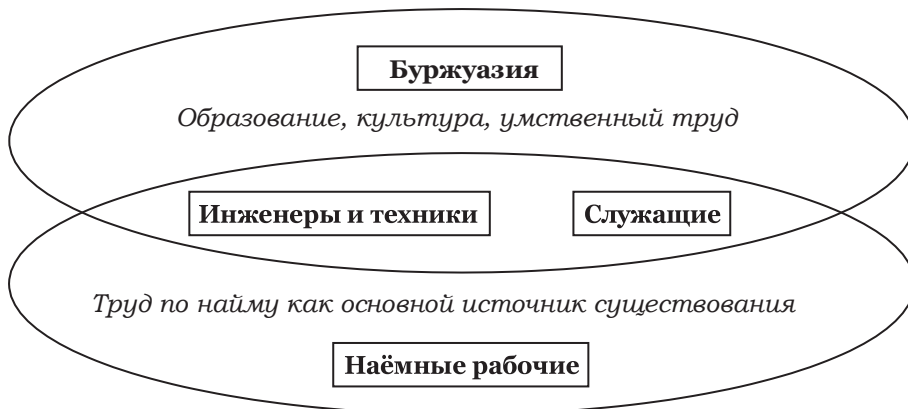 Буржуазия
Образование, культура, умственный труд
Инженеры и техники
Служащие
Труд по найму как основной источник существования
Наёмные рабочие